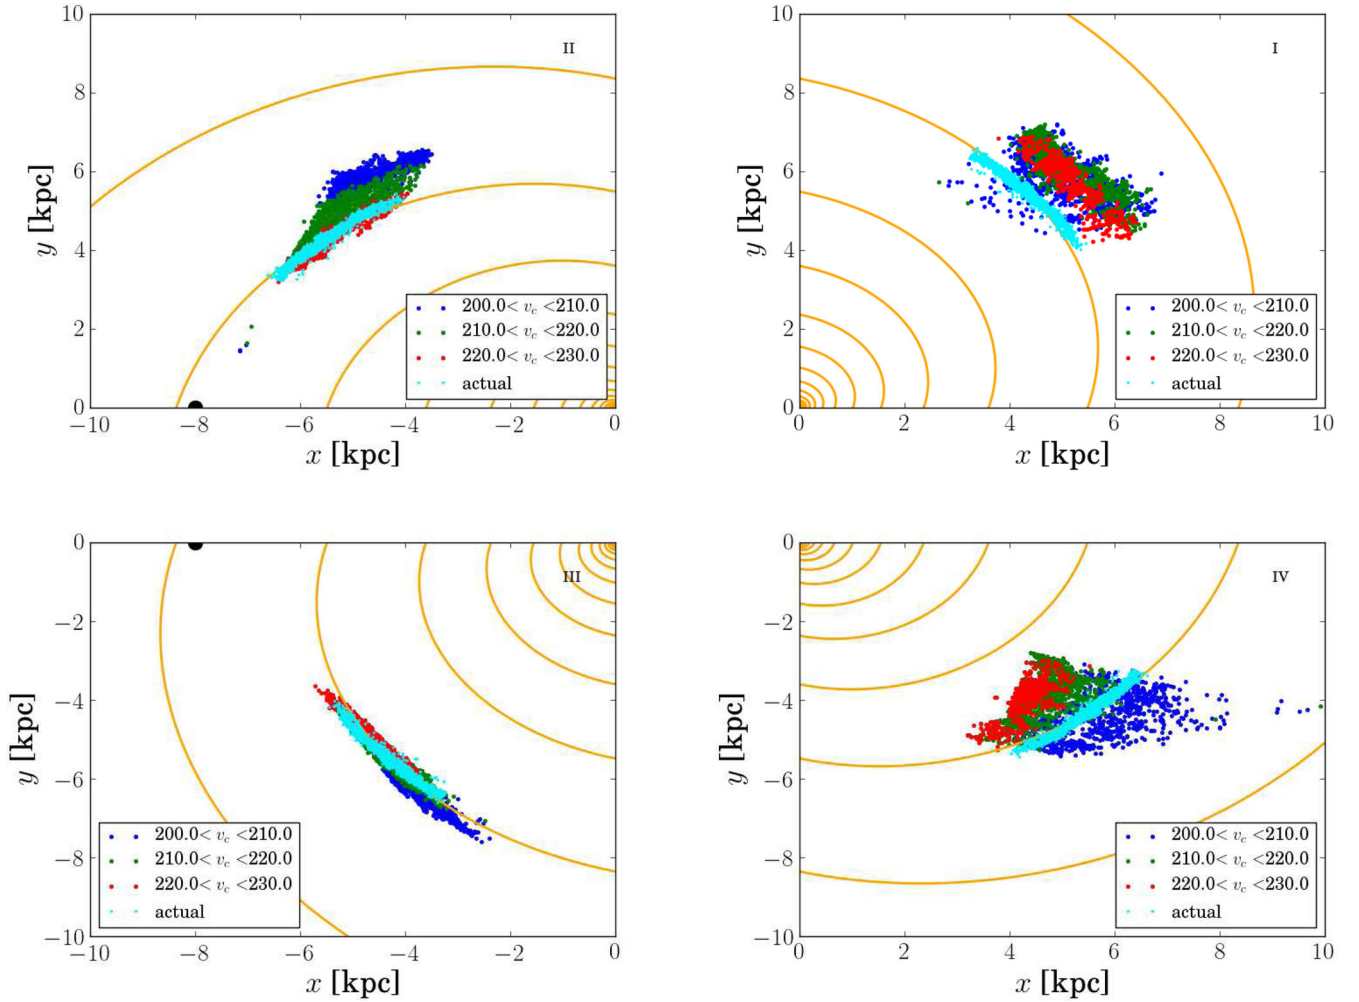 10
8
6
4
2
0
y [kpc]
II
200.0< v_c <210.0
210.0< v_c <220.0
220.0< v_c <230.0
actual
−10 −8 −6 −4 −2 0
x [kpc]
10
8
6
4
2
0
y [kpc]
I
200.0< v_c <210.0
210.0< v_c <220.0
220.0< v_c <230.0
actual
0 2 4 6 8 10
x [kpc]
0
−2
−4
−6
−8
−10
y [kpc]
III
200.0< v_c <210.0
210.0< v_c <220.0
220.0< v_c <230.0
actual
−10 −8 −6 −4 −2 0
x [kpc]
0
−2
−4
−6
−8
−10
y [kpc]
IV
200.0< v_c <210.0
210.0< v_c <220.0
220.0< v_c <230.0
actual
0 2 4 6 8 10
x [kpc]